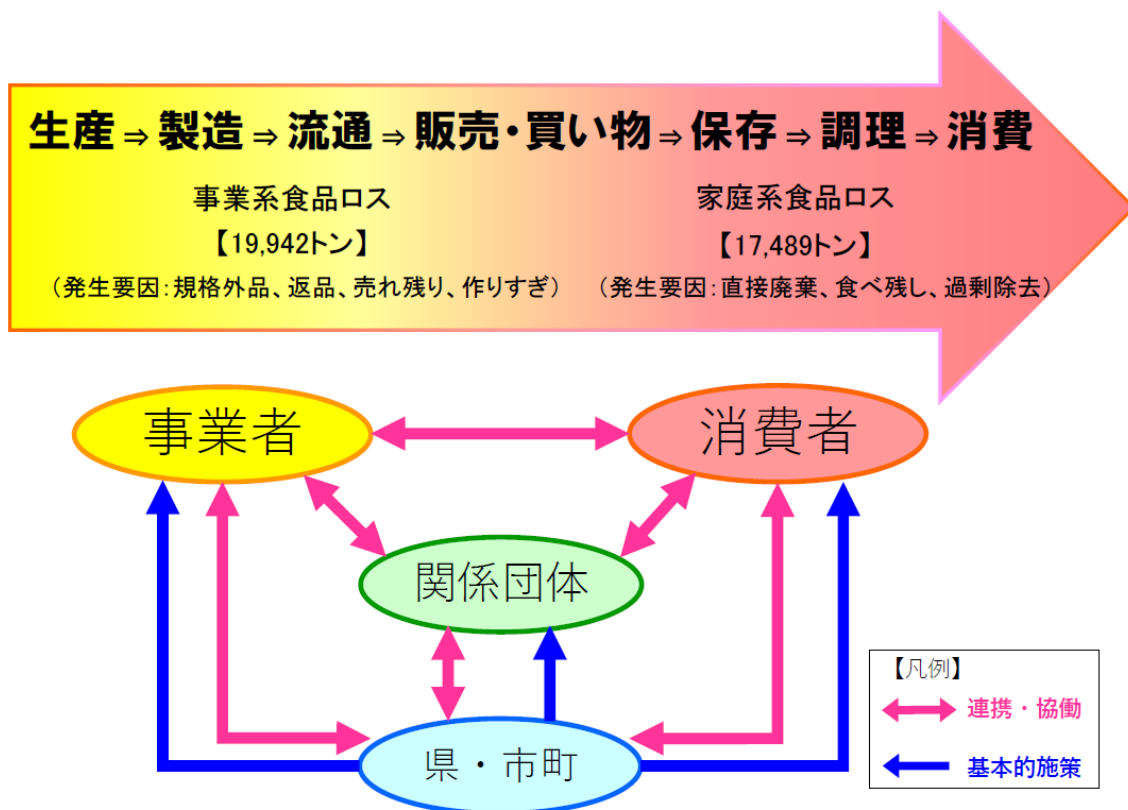 生産⇒製造⇒流通⇒販売・買い物⇒保存⇒調理⇒消費
事業系食品ロス
【19,942トン】
（発生要因：規格外品、返品、売れ残り、作りすぎ）
家庭系食品ロス
【17,489トン】
（発生要因：直接廃棄、食べ残し、過剰除去）
事業者
消費者
関係団体
県・市町
【凡例】
連携・協働
基本的施策